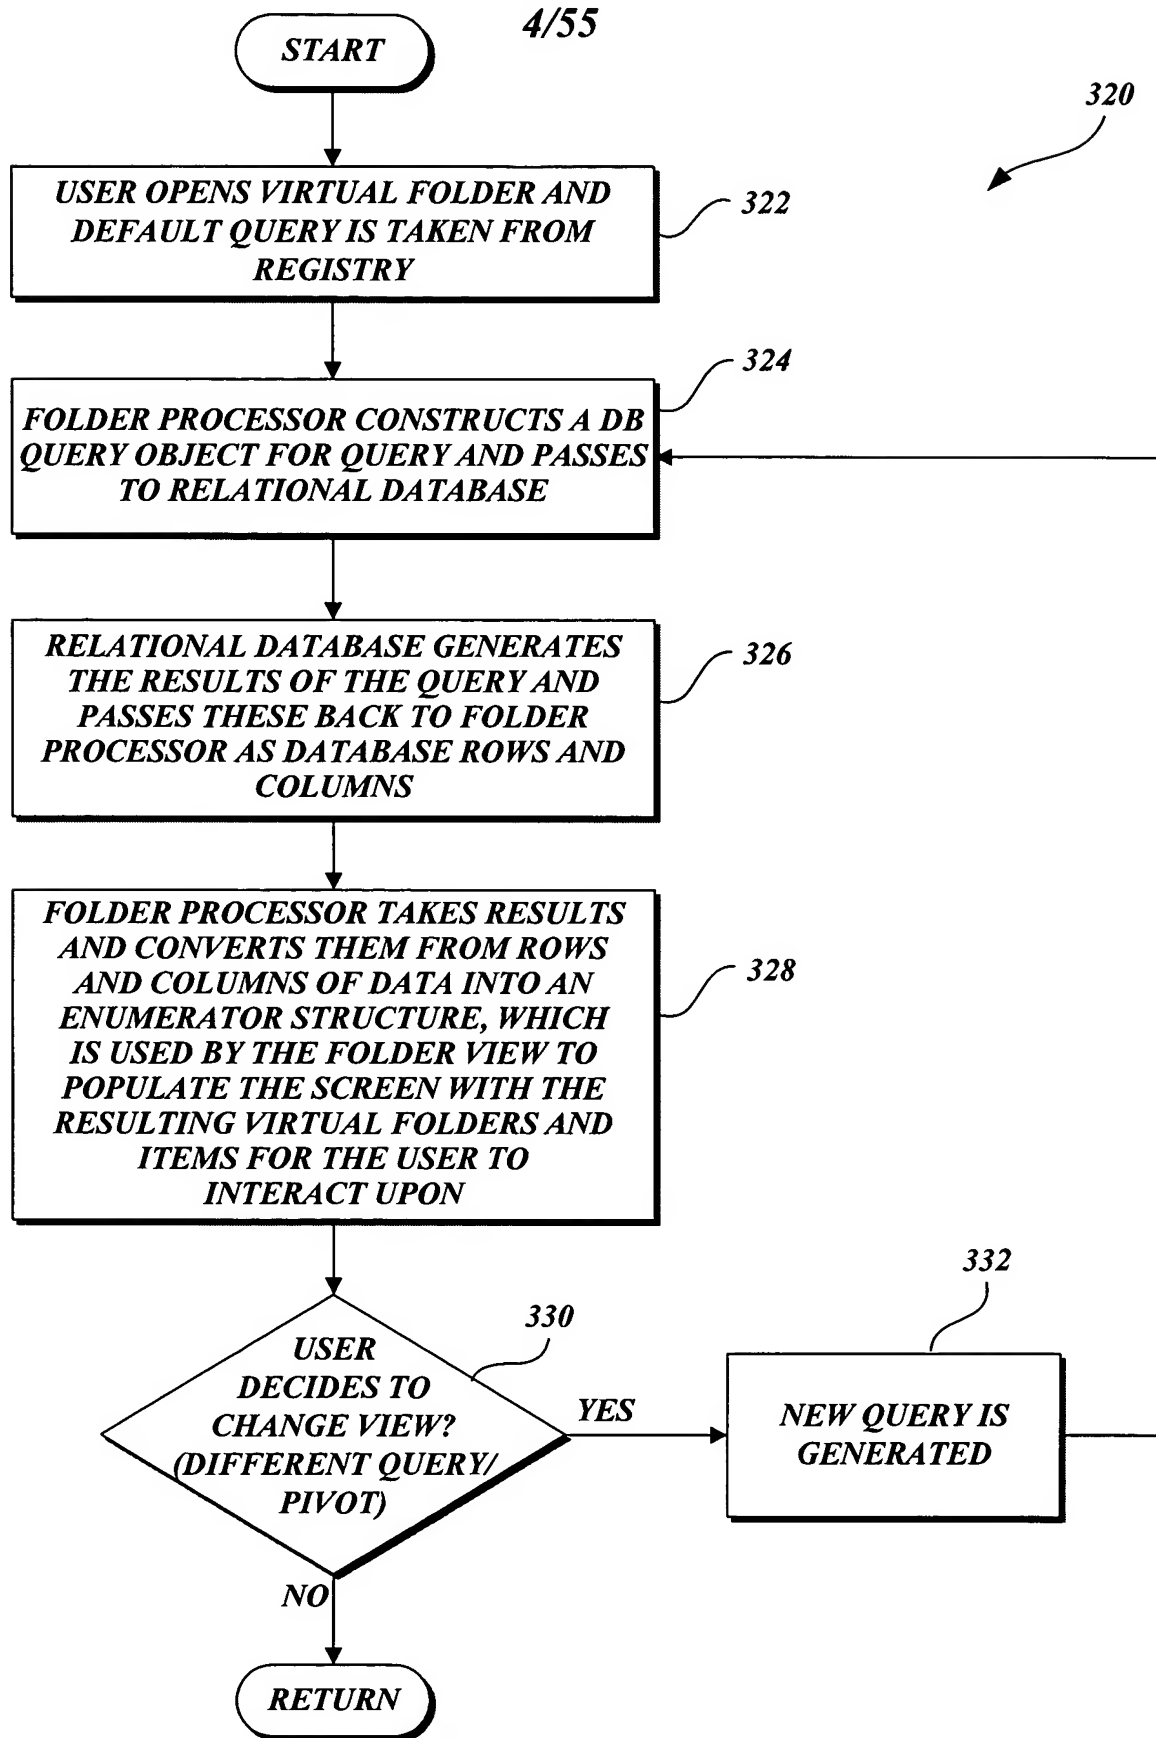 4/55
START
320
USER OPENS VIRTUAL FOLDER AND
DEFAULT QUERY IS TAKEN FROM
REGISTRY
322
324
FOLDER PROCESSOR CONSTRUCTS A DB
QUERY OBJECT FOR QUERY AND PASSES
TO RELATIONAL DATABASE
RELATIONAL DATABASE GENERATES
THE RESULTS OF THE QUERY AND
PASSES THESE BACK TO FOLDER
PROCESSOR AS DATABASE ROWS AND
COLUMNS
326
FOLDER PROCESSOR TAKES RESULTS
AND CONVERTS THEM FROM ROWS
AND COLUMNS OF DATA INTO AN
ENUMERATOR STRUCTURE, WHICH
IS USED BY THE FOLDER VIEW TO
POPULATE THE SCREEN WITH THE
RESULTING VIRTUAL FOLDERS AND
ITEMS FOR THE USER TO
INTERACT UPON
328
330
USER
DECIDES TO
CHANGE VIEW?
(DIFFERENT QUERY/
PIVOT)
YES
332
NEW QUERY IS
GENERATED
NO
RETURN